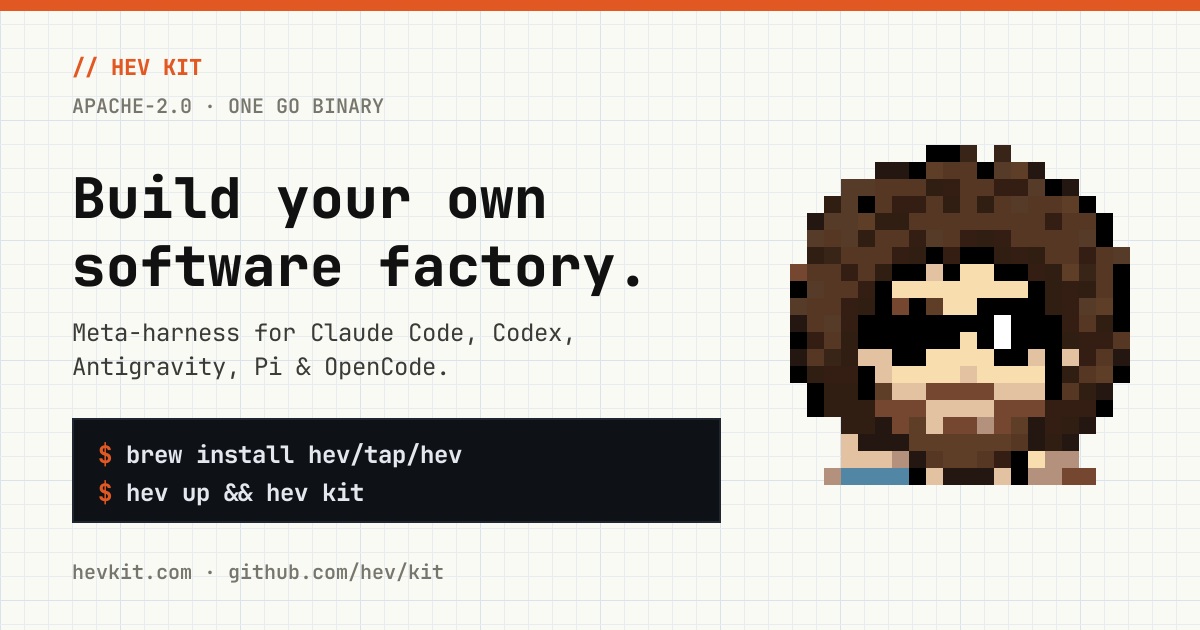 // HEV KIT
APACHE-2.0 · ONE GO BINARY
Build your own
software factory.
Meta-harness for Claude Code, Codex,
Antigravity, Pi & OpenCode.
$ brew install hev/tap/hev
$ hev up && hev kit
hevkit.com · github.com/hev/kit